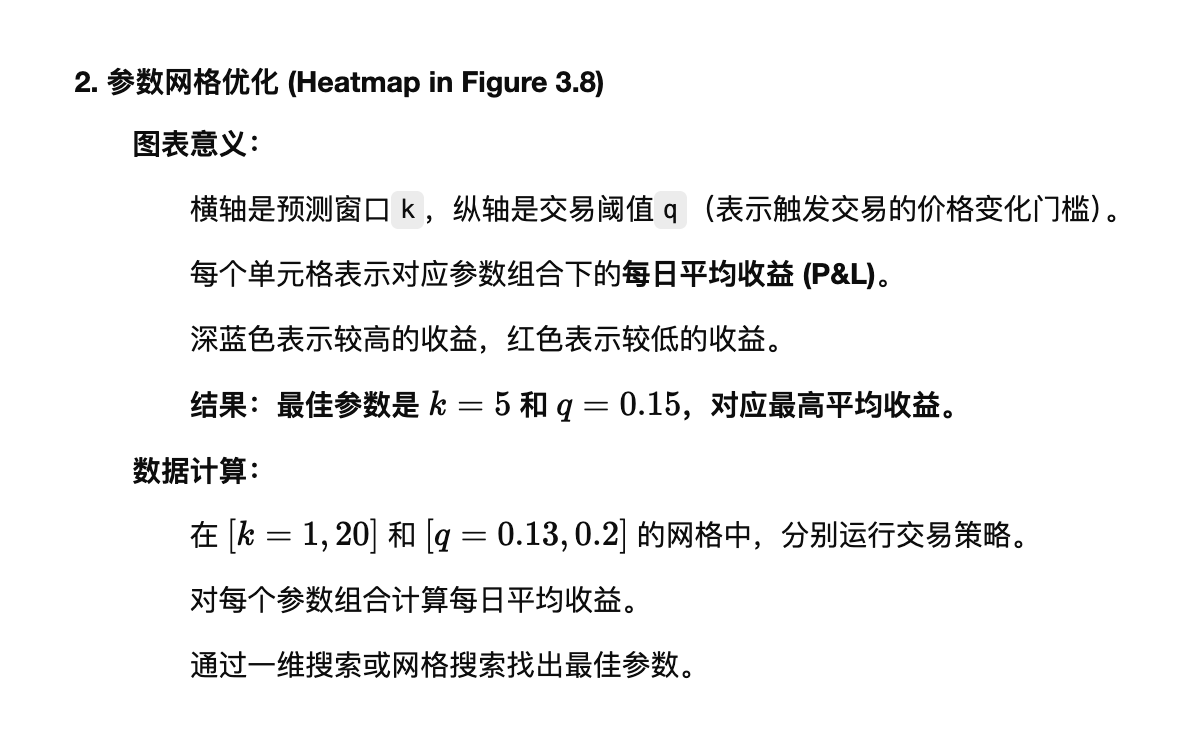 2. 参数网格优化 (Heatmap in Figure 3.8)
图表意义：
横轴是预测窗口 k ，纵轴是交易阈值 q （表示触发交易的价格变化门槛）。
每个单元格表示对应参数组合下的每日平均收益 (P&L)。
深蓝色表示较高的收益，红色表示较低的收益。
结果：最佳参数是 k = 5 和 q = 0.15，对应最高平均收益。
数据计算：
在 [k = 1, 20] 和 [q = 0.13, 0.2] 的网格中，分别运行交易策略。
对每个参数组合计算每日平均收益。
通过一维搜索或网格搜索找出最佳参数。